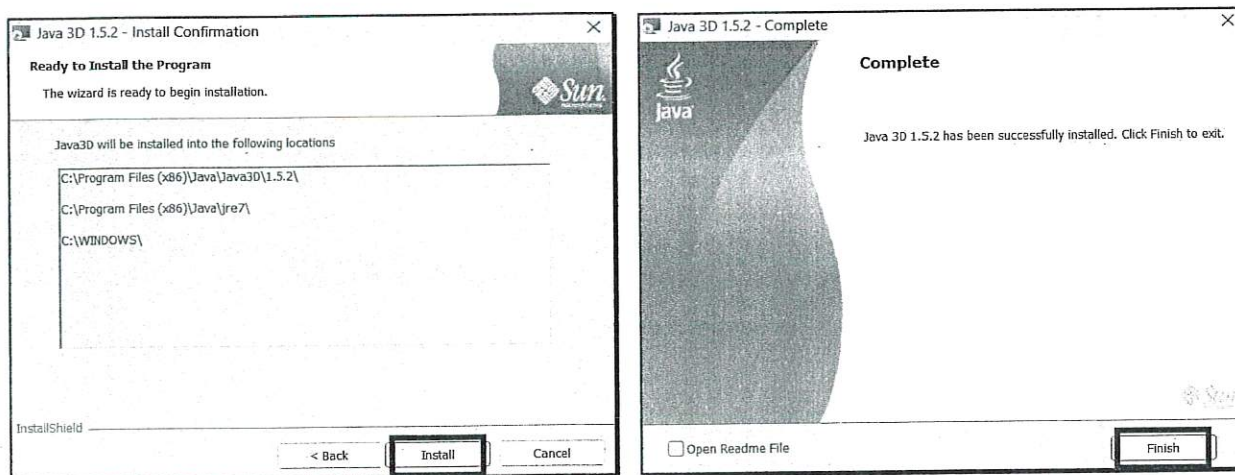 Java 3D 1.5.2 - Install Confirmation
Ready to Install the Program
The wizard is ready to begin installation.
Sun
Java3D will be installed into the following locations
C:\Program Files (x86)\Java\Java3D\1.5.2\
C:\Program Files (x86)\Java\jre7\
C:\WINDOWS\
InstallShield
< Back
Install
Cancel
Java 3D 1.5.2 - Complete
Java
Complete
Java 3D 1.5.2 has been successfully installed. Click Finish to exit.
Open Readme File
Finish